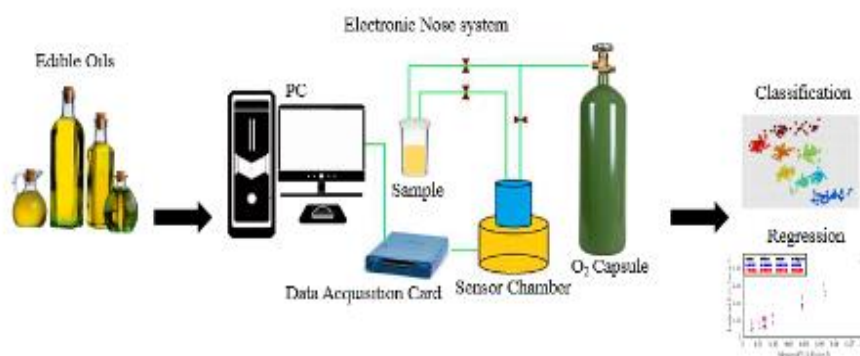 Electronic Nose system
Edible Oils
PC
Classification
Sample
Regression
O₂ Capsule
Data Acquisition Card
Sensor Chamber